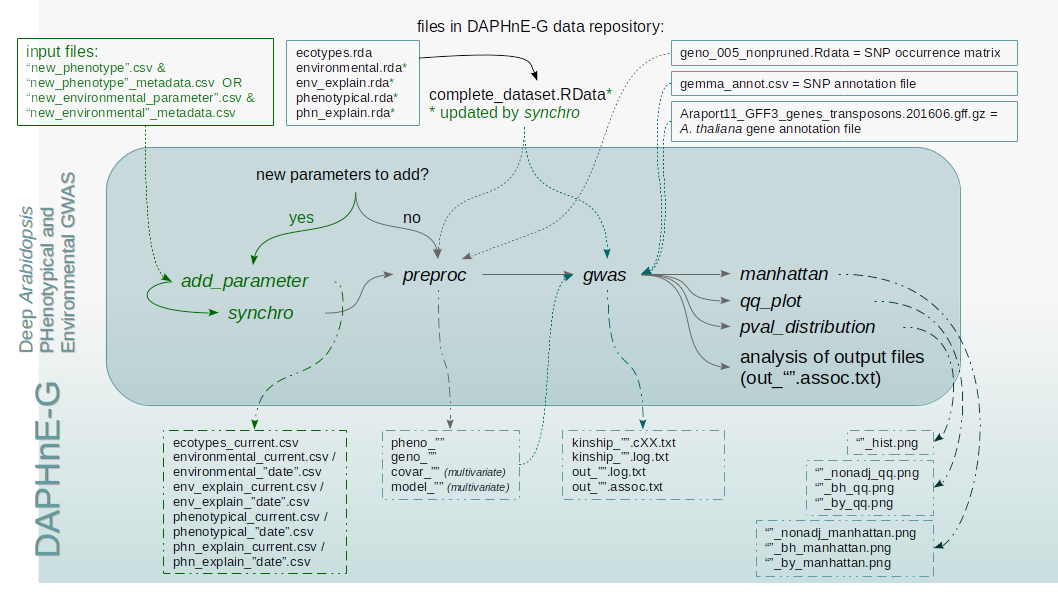 files in DAPHnE-G data repository:
input files:
“new_phenotype”.csv &
“new_phenotype”_metadata.csv OR
“new_environmental_parameter”.csv &
“new_environmental”_metadata.csv
ecotypes.rda
environmental.rda*
env_explain.rda*
phenotypical.rda*
phn_explain.rda*
complete_dataset.RData*
* updated by synchro
geno_005_nonpruned.Rdata = SNP occurrence matrix
gemma_annot.csv = SNP annotation file
Araport11_GFF3_genes_transposons.201606.gff.gz =
A. thaliana gene annotation file
DAPHnE-G
Deep Arabidopsis
PHenotypical and
Environmental GWAS
new parameters to add?
yes
no
add_parameter
synchro
preproc
gwas
manhattan
qq_plot
pval_distribution
analysis of output files
(out_“”.assoc.txt)
ecotypes_current.csv
environmental_current.csv /
environmental_”date”.csv
env_explain_current.csv /
env_explain_”date”.csv
phenotypical_current.csv /
phenotypical_”date”.csv
phn_explain_current.csv /
phn_explain_”date”.csv
pheno_””
geno_””
covar_”” (multivariate)
model_”” (multivariate)
kinship_””.cXX.txt
kinship_””.log.txt
out_””.log.txt
out_””.assoc.txt
“”_hist.png
“”_nonadj_qq.png
“”_bh_qq.png
“”_by_qq.png
“”_nonadj_manhattan.png
“”_bh_manhattan.png
“”_by_manhattan.png